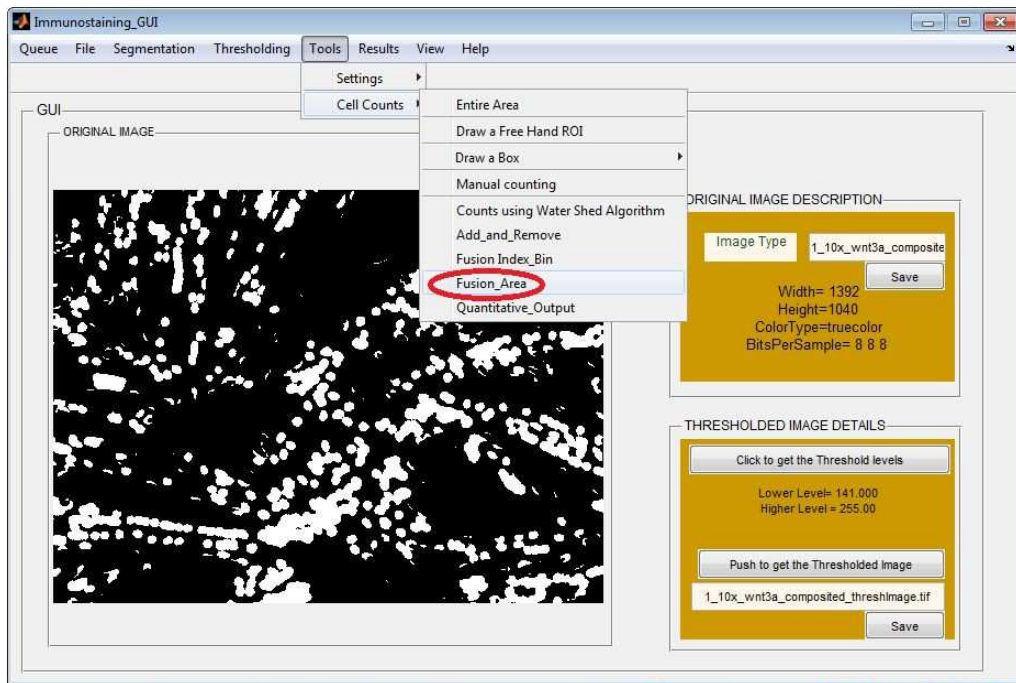 Immunostaining_GUI
Queue File Segmentation Thresholding Tools Results View Help
Settings
Cell Counts
Entire Area
Draw a Free Hand ROI
Draw a Box
Manual counting
Counts using Water Shed Algorithm
Add_and_Remove
Fusion Index_Bin
Fusion_Area
Quantitative_Output
GUI
ORIGINAL IMAGE
ORIGINAL IMAGE DESCRIPTION
Image Type
1_10x_wnt3a_composite
Save
Width= 1392
Height=1040
ColorType=truecolor
BitsPerSample= 8 8 8
THRESHOLDED IMAGE DETAILS
Click to get the Threshold levels
Lower Level= 141.000
Higher Level = 255.00
Push to get the Thresholded Image
1_10x_wnt3a_composited_threshImage.tif
Save